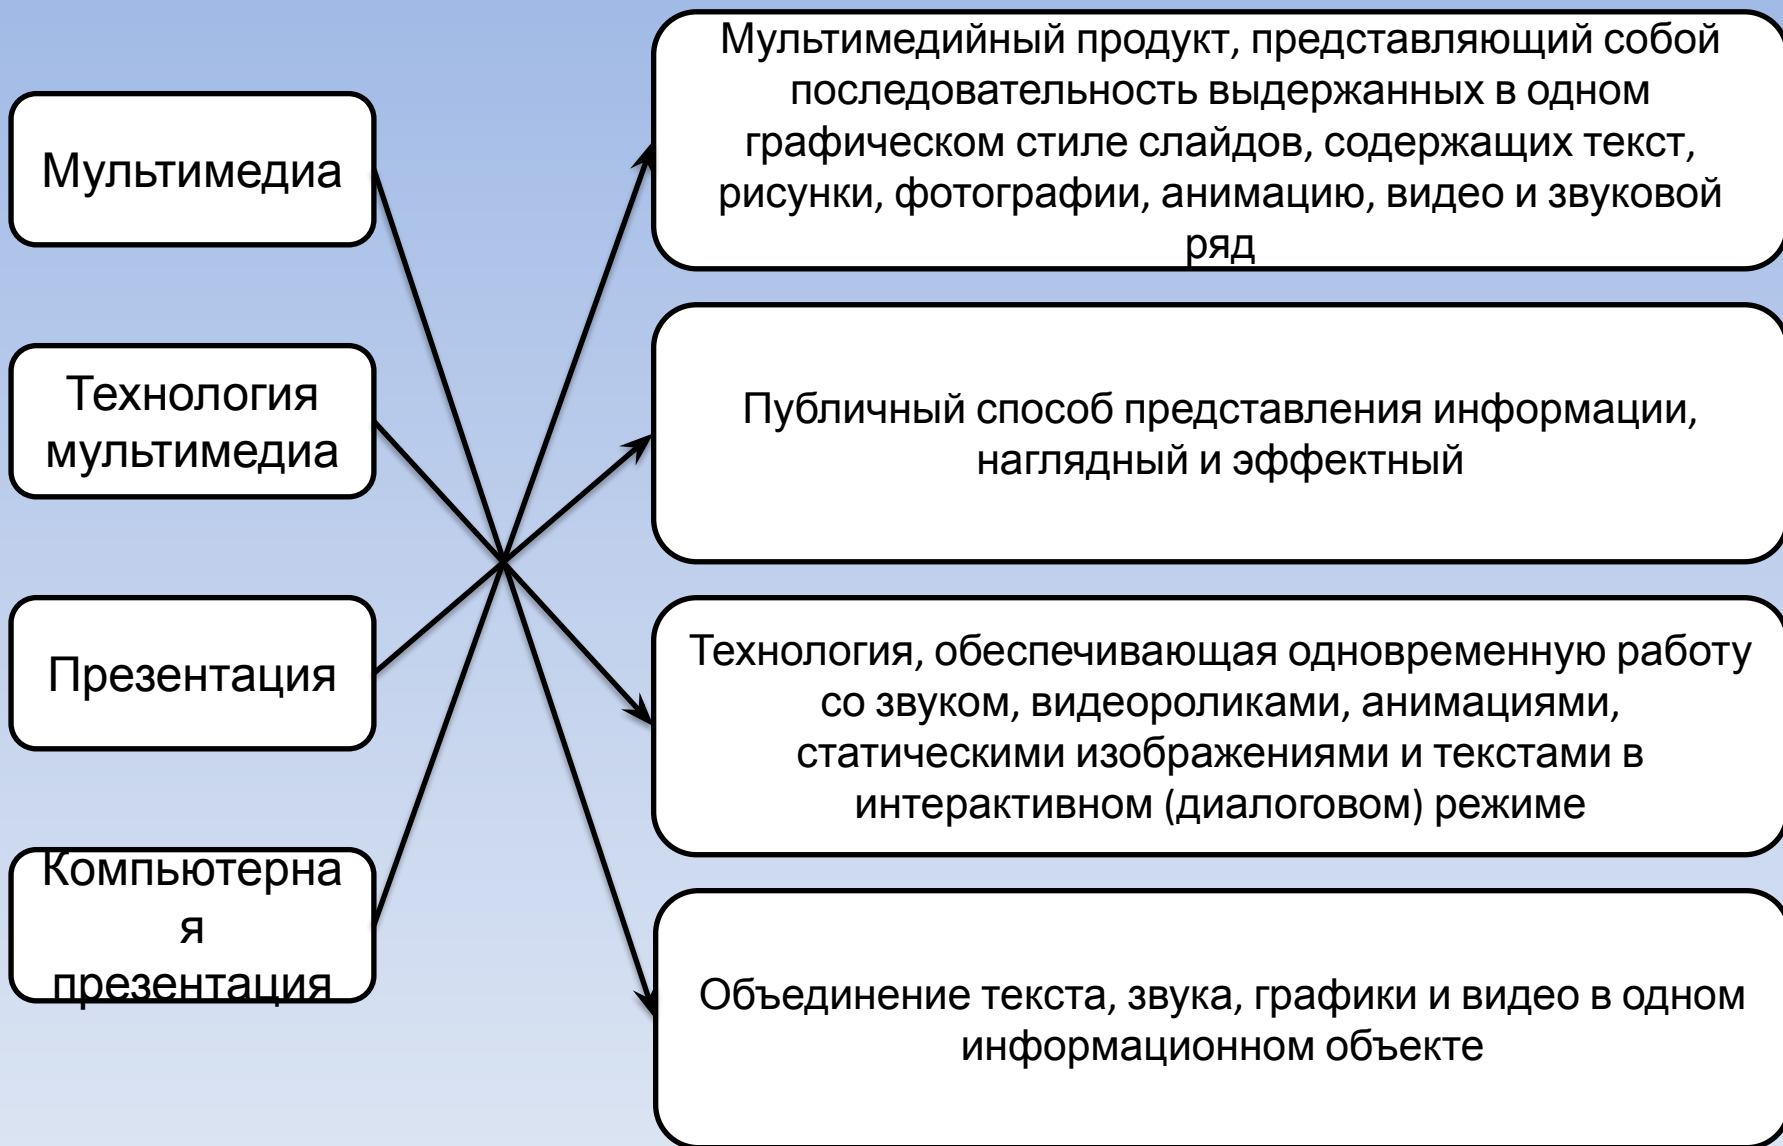 Мультимедиа
Технология
мультимедиа
Презентация
Компьютерна
я
презентация
Мультимедийный продукт, представляющий собой
последовательность выдержанных в одном
графическом стиле слайдов, содержащих текст,
рисунки, фотографии, анимацию, видео и звуковой
ряд
Публичный способ представления информации,
наглядный и эффектный
Технология, обеспечивающая одновременную работу
со звуком, видеороликами, анимациями,
статическими изображениями и текстами в
интерактивном (диалоговом) режиме
Объединение текста, звука, графики и видео в одном
информационном объекте